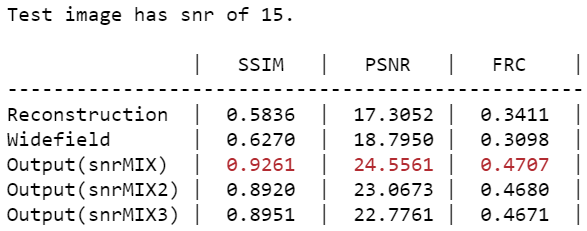 Test image has snr of 15.
| SSIM | PSNR | FRC |
--------------------------------------------------
Reconstruction | 0.5836 | 17.3052 | 0.3411 |
Widefield | 0.6270 | 18.7950 | 0.3098 |
Output(snrMIX) | 0.9261 | 24.5561 | 0.4707 |
Output(snrMIX2) | 0.8920 | 23.0673 | 0.4680 |
Output(snrMIX3) | 0.8951 | 22.7761 | 0.4671 |